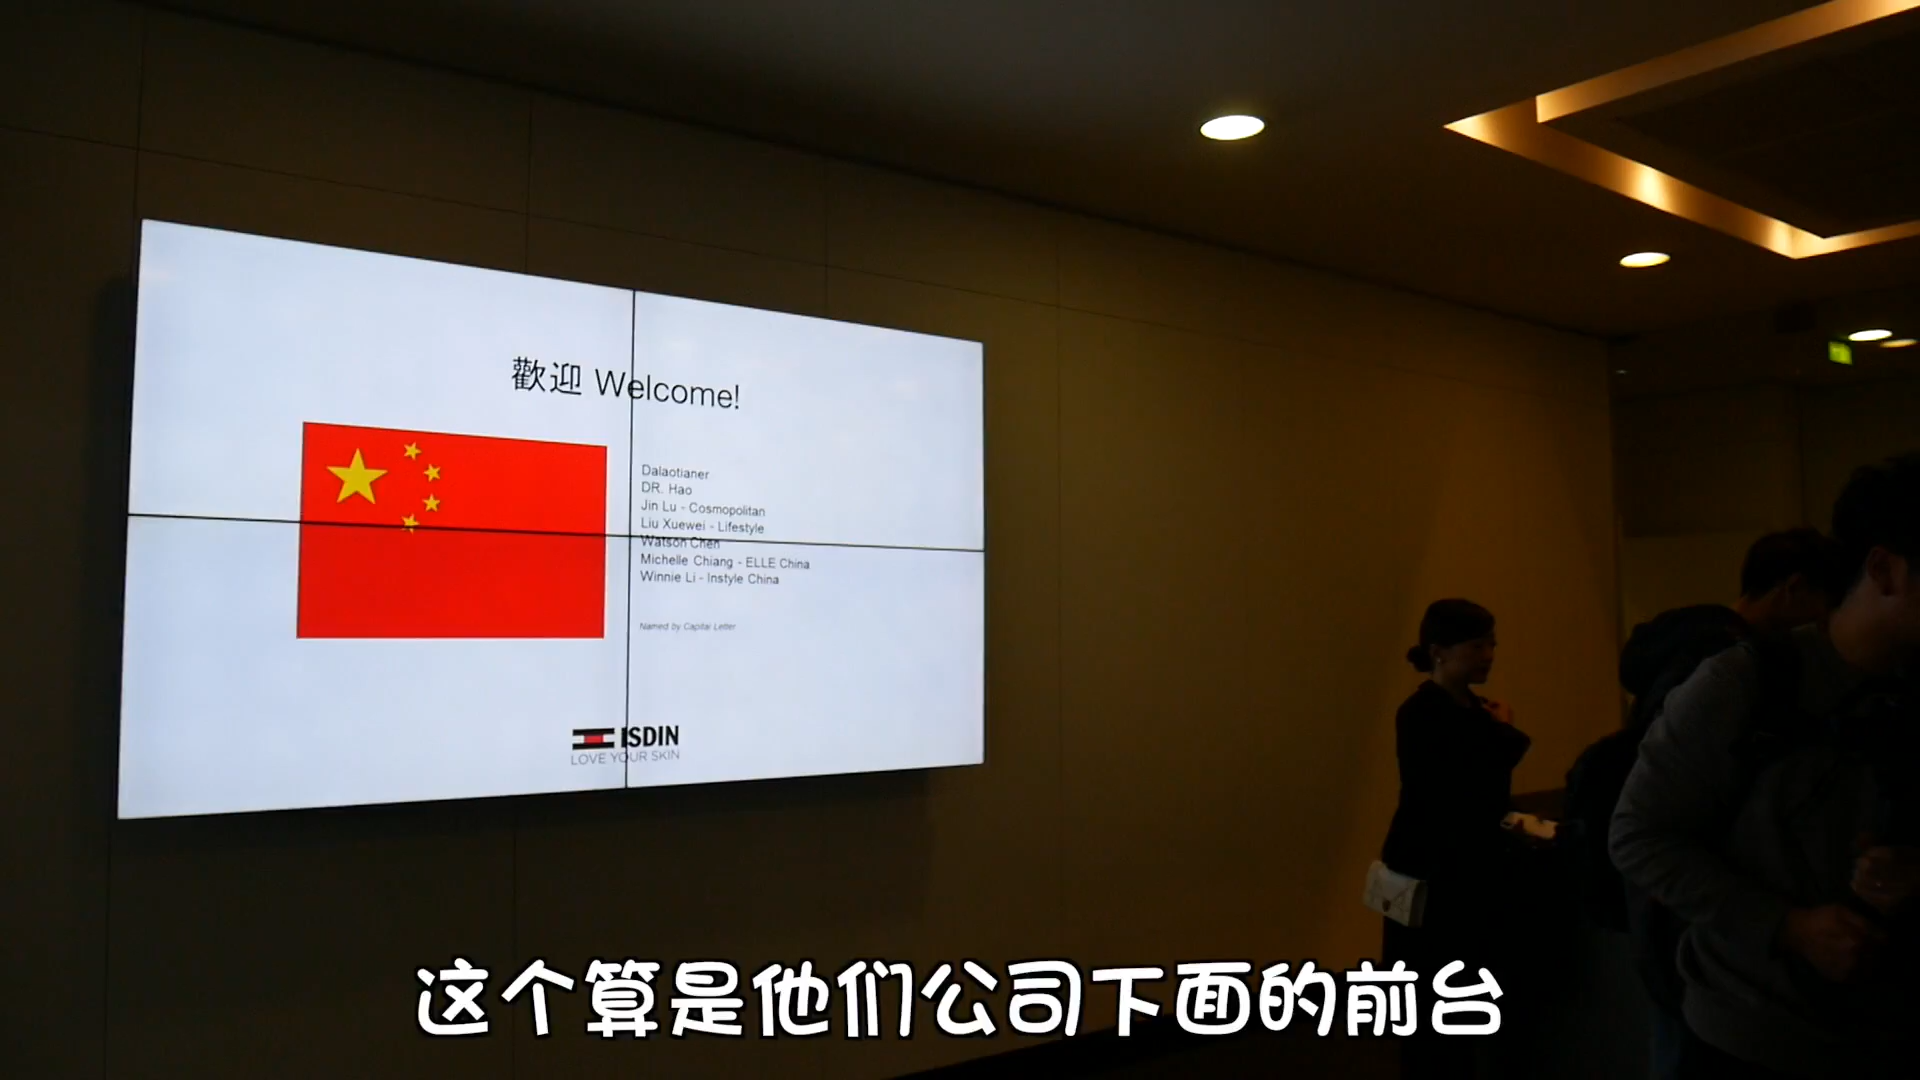 歡迎 Welcome!
Dalaotianer
DR. Hao
Jin Lu - Cosmopolitan
Liu Xuewei - Lifestyle
Watson Chen
Michelle Chiang - ELLE China
Winnie Li - Instyle China
Named by Capital Letter
ISDIN
LOVE YOUR SKIN
这个算是他们公司下面的前台